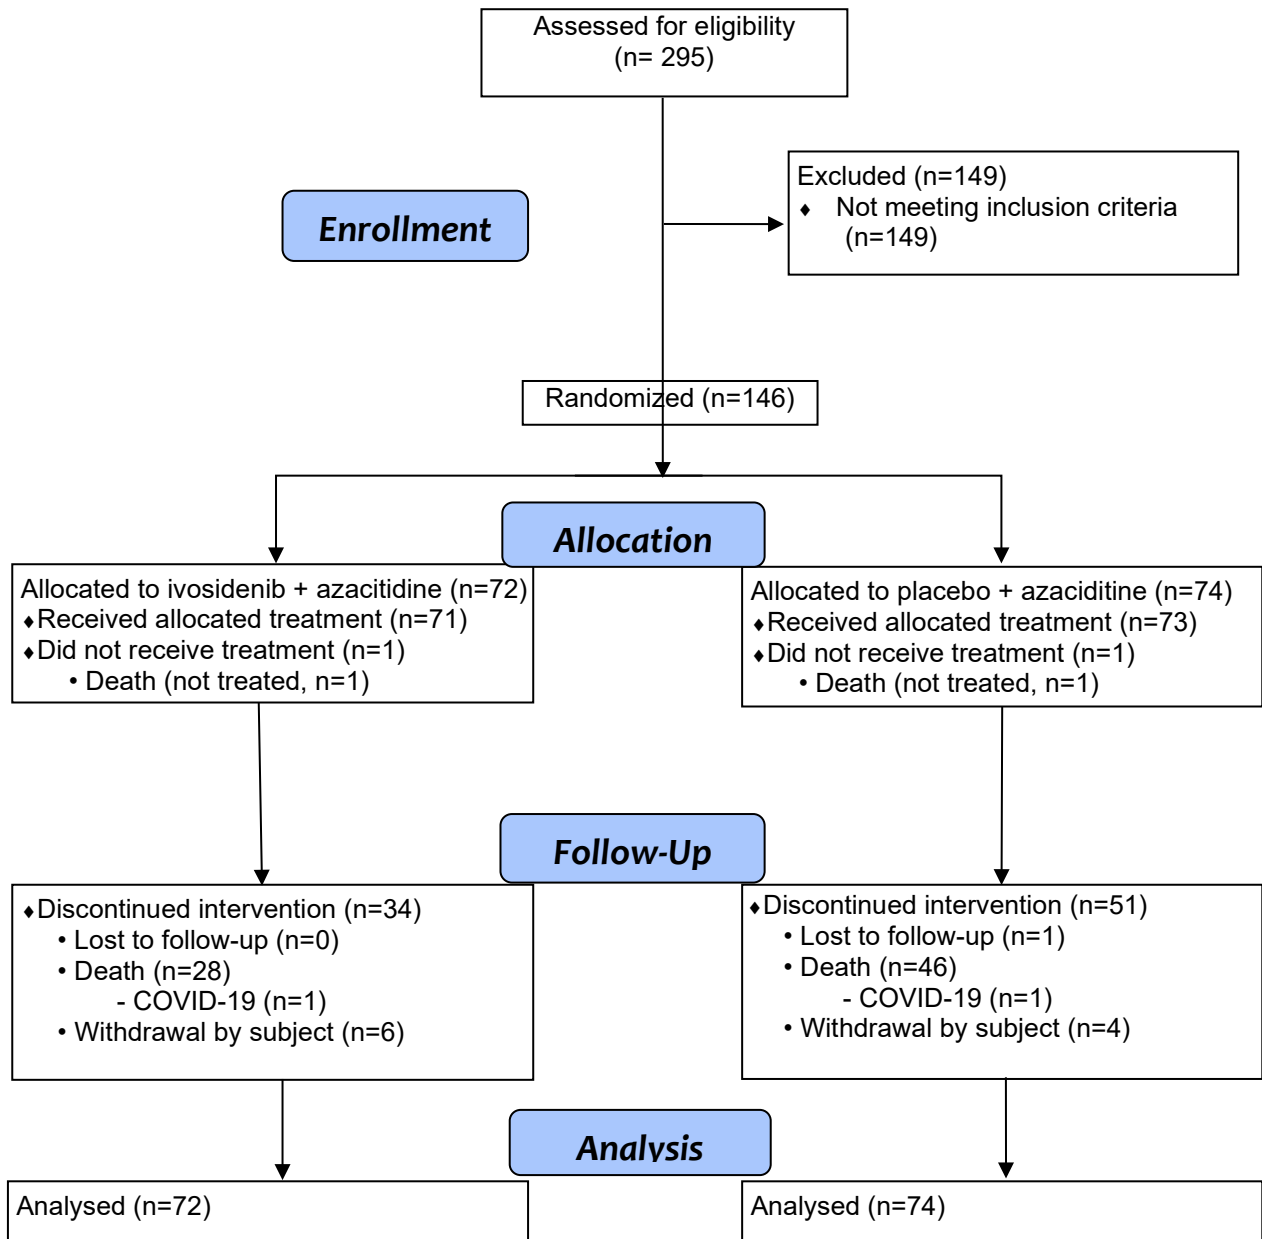 Assessed for eligibility
(n= 295)
Excluded (n=149)
♦ Not meeting inclusion criteria
(n=149)
Enrollment
Randomized (n=146)
Allocation
Allocated to ivosidenib + azacitidine (n=72)
♦Received allocated treatment (n=71)
♦Did not receive treatment (n=1)
• Death (not treated, n=1)
Allocated to placebo + azaciditine (n=74)
♦Received allocated treatment (n=73)
♦Did not receive treatment (n=1)
• Death (not treated, n=1)
Follow-Up
♦Discontinued intervention (n=34)
• Lost to follow-up (n=0)
• Death (n=28)
- COVID-19 (n=1)
• Withdrawal by subject (n=6)
♦Discontinued intervention (n=51)
• Lost to follow-up (n=1)
• Death (n=46)
- COVID-19 (n=1)
• Withdrawal by subject (n=4)
Analysis
Analysed (n=72)
Analysed (n=74)